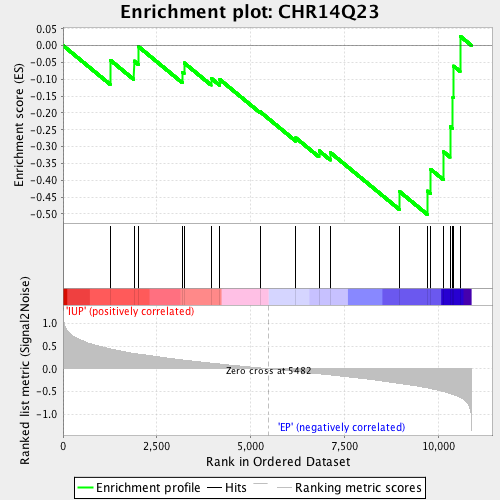 Enrichment plot: CHR14Q23
Enrichment score (ES)
0.05
0.00
-0.05
-0.10
-0.15
-0.20
-0.25
-0.30
-0.35
-0.40
-0.45
-0.50
'IUP' (positively correlated)
Ranked list metric (Signal2Noise)
1.0
0.5
0.0
-0.5
-1.0
Zero cross at 5482
'EP' (negatively correlated)
0 2,500 5,000 7,500 10,000
Rank in Ordered Dataset
Enrichment profile Hits Ranking metric scores